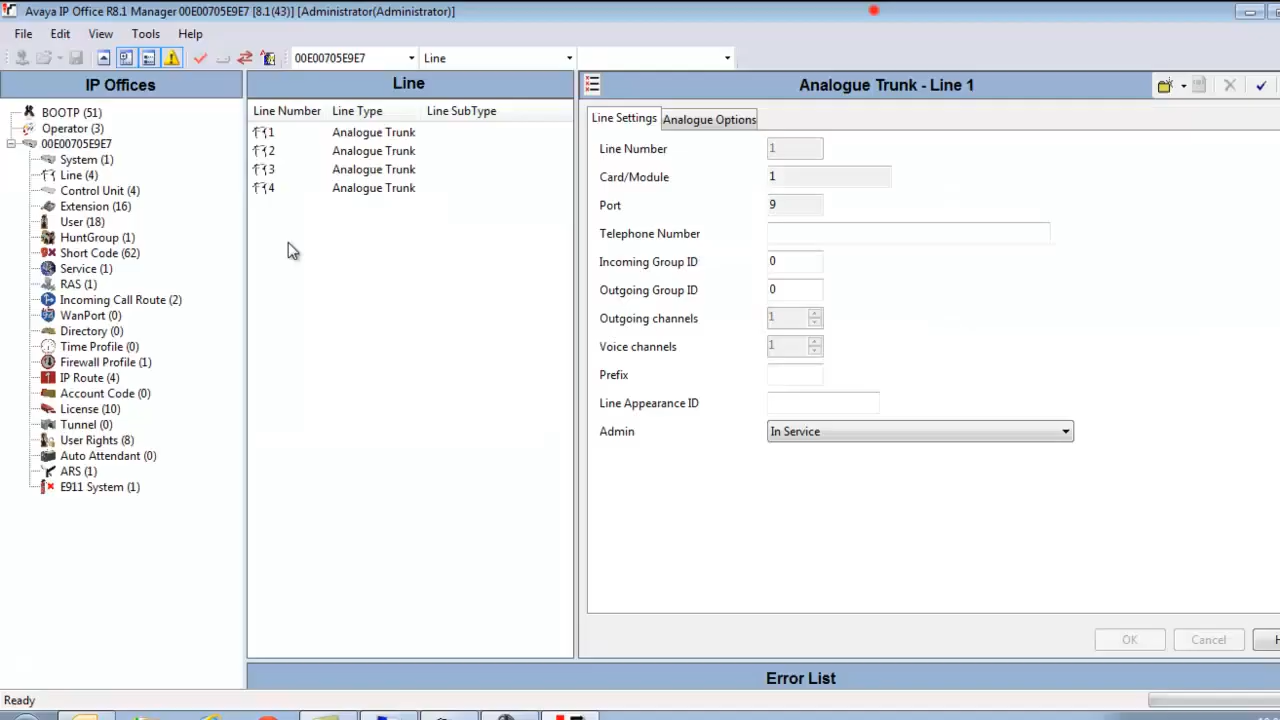 Avaya IP Office R8.1 Manager 00E00705E9E7 [8.1(43)] [Administrator(Administrator)]
File Edit View Tools Help
00E00705E9E7 Line
IP Offices
BOOTP (51)
Operator (3)
00E00705E9E7
System (1)
Line (4)
Control Unit (4)
Extension (16)
User (18)
HuntGroup (1)
Short Code (62)
Service (1)
RAS (1)
Incoming Call Route (2)
WanPort (0)
Directory (0)
Time Profile (0)
Firewall Profile (1)
IP Route (4)
Account Code (0)
License (10)
Tunnel (0)
User Rights (8)
Auto Attendant (0)
ARS (1)
E911 System (1)
Line
Line Number Line Type Line SubType
1 Analogue Trunk
2 Analogue Trunk
3 Analogue Trunk
4 Analogue Trunk
Analogue Trunk - Line 1
Line Settings Analogue Options
Line Number 1
Card/Module 1
Port 9
Telephone Number
Incoming Group ID 0
Outgoing Group ID 0
Outgoing channels 1
Voice channels 1
Prefix
Line Appearance ID
Admin In Service
OK Cancel H
Error List
Ready